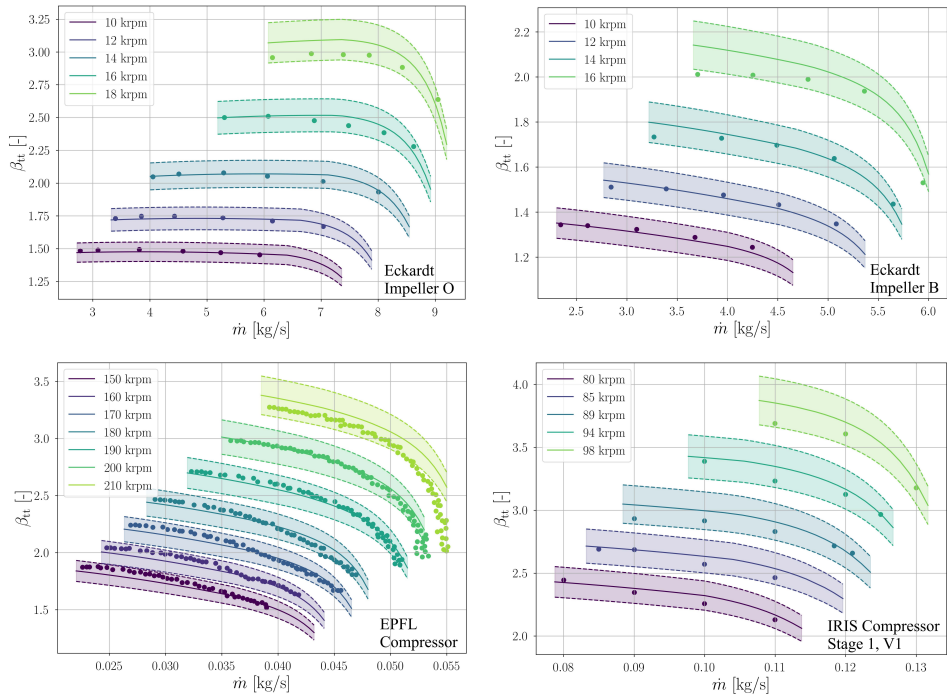 10 krpm
12 krpm
14 krpm
16 krpm
18 krpm
3.25
3.00
2.75
2.50
2.25
2.00
1.75
1.50
1.25
β_tt [-]
3
4
5
6
7
8
9
ṁ [kg/s]
Eckardt
Impeller O
10 krpm
12 krpm
14 krpm
16 krpm
2.2
2.0
1.8
1.6
1.4
1.2
β_tt [-]
2.5
3.0
3.5
4.0
4.5
5.0
5.5
6.0
ṁ [kg/s]
Eckardt
Impeller B
150 krpm
160 krpm
170 krpm
180 krpm
190 krpm
200 krpm
210 krpm
3.5
3.0
2.5
2.0
1.5
β_tt [-]
0.025
0.030
0.035
0.040
0.045
0.050
0.055
ṁ [kg/s]
EPFL
Compressor
80 krpm
85 krpm
89 krpm
94 krpm
98 krpm
4.0
3.5
3.0
2.5
2.0
β_tt [-]
0.08
0.09
0.10
0.11
0.12
0.13
ṁ [kg/s]
IRIS Compressor
Stage 1, V1